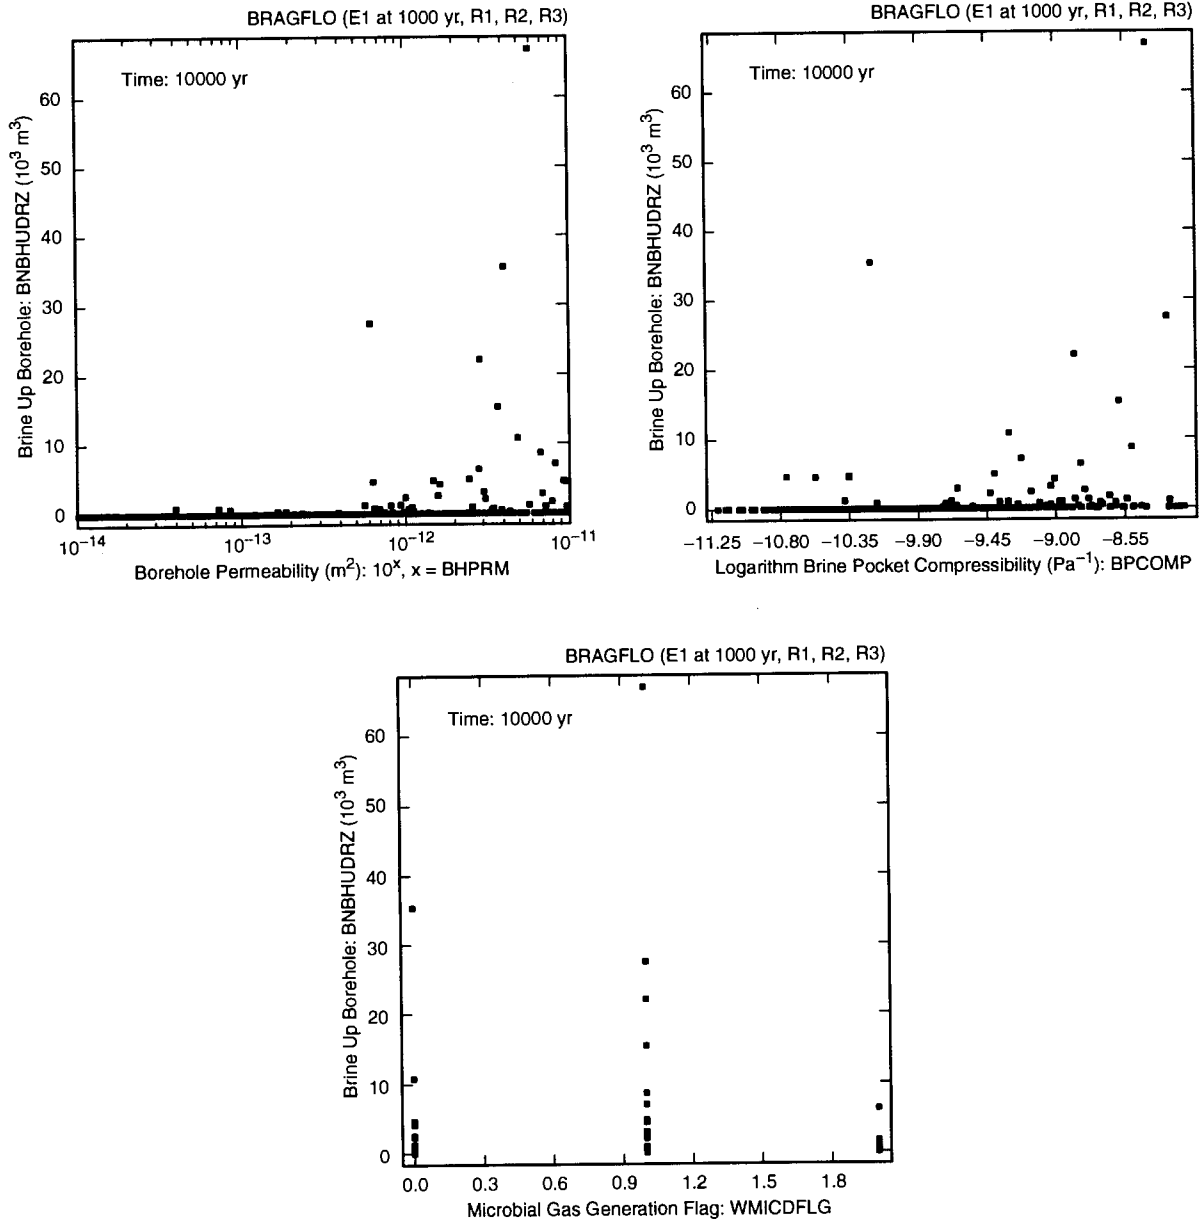 BRAGFLO (E1 at 1000 yr, R1, R2, R3)
Time: 10000 yr
Brine Up Borehole: BNBHUDRZ (10³ m³)
60
50
40
30
20
10
0
10⁻¹⁴ 10⁻¹³ 10⁻¹² 10⁻¹¹
Borehole Permeability (m²): 10ˣ, x = BHPRM
BRAGFLO (E1 at 1000 yr, R1, R2, R3)
Time: 10000 yr
Brine Up Borehole: BNBHUDRZ (10³ m³)
60
50
40
30
20
10
0
−11.25 −10.80 −10.35 −9.90 −9.45 −9.00 −8.55
Logarithm Brine Pocket Compressibility (Pa⁻¹): BPCOMP
BRAGFLO (E1 at 1000 yr, R1, R2, R3)
Time: 10000 yr
Brine Up Borehole: BNBHUDRZ (10³ m³)
60
50
40
30
20
10
0
0.0 0.3 0.6 0.9 1.2 1.5 1.8
Microbial Gas Generation Flag: WMICDFLG